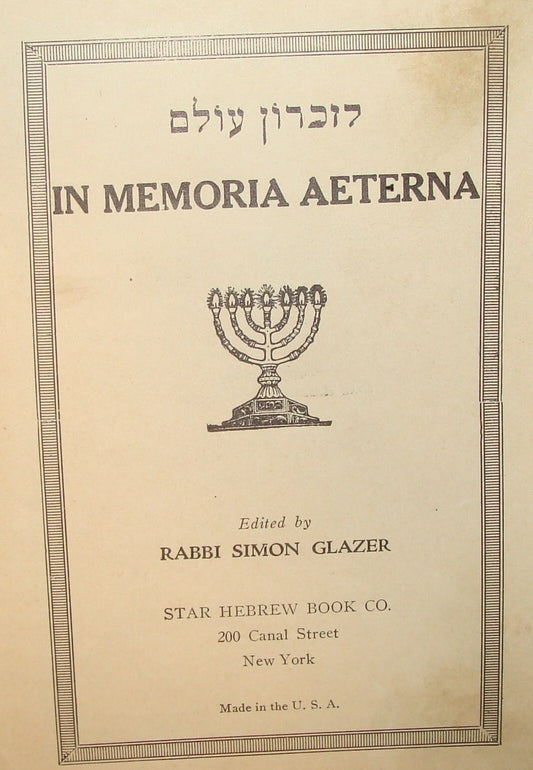 לזכרון עולם
IN MEMORIA AETERNA
Edited by
RABBI SIMON GLAZER
STAR HEBREW BOOK CO.
200 Canal Street
New York
Made in the U. S. A.